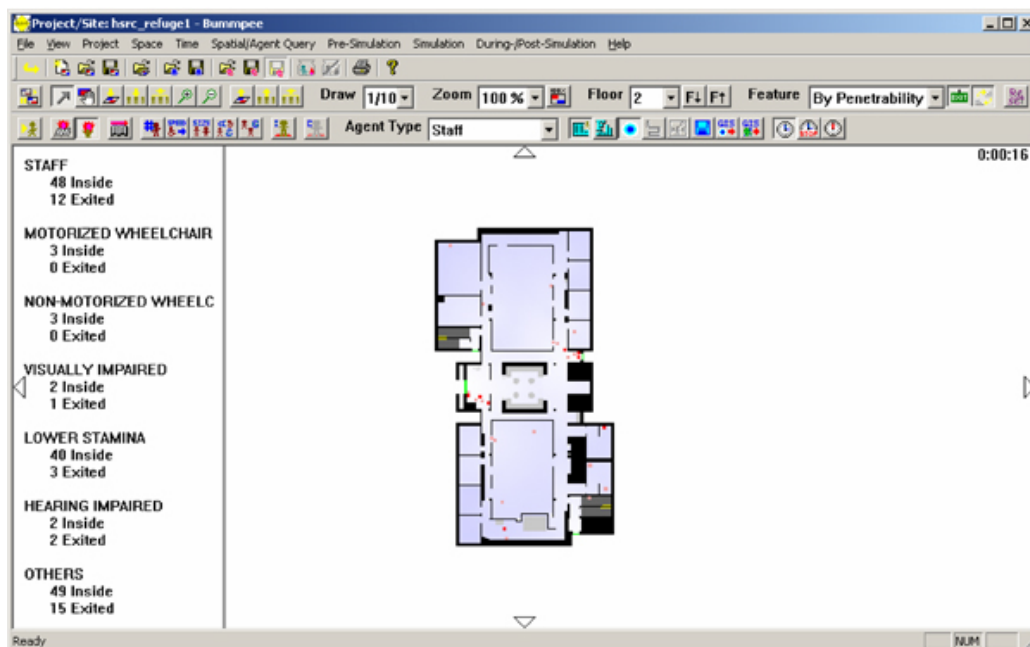 Project/Site: hsrc_refuge1 - Bummpee
File View Project Space Time Spatial/Agent Query Pre-Simulation Simulation During-/Post-Simulation Help
Draw 1/10 Zoom 100 % Floor 2 F↓ F↑ Feature By Penetrability
Agent Type Staff
0:00:16
STAFF
48 Inside
12 Exited
MOTORIZED WHEELCHAIR
3 Inside
0 Exited
NON-MOTORIZED WHEELC
3 Inside
0 Exited
VISUALLY IMPAIRED
2 Inside
1 Exited
LOWER STAMINA
40 Inside
3 Exited
HEARING IMPAIRED
2 Inside
2 Exited
OTHERS
49 Inside
15 Exited
Ready NUM